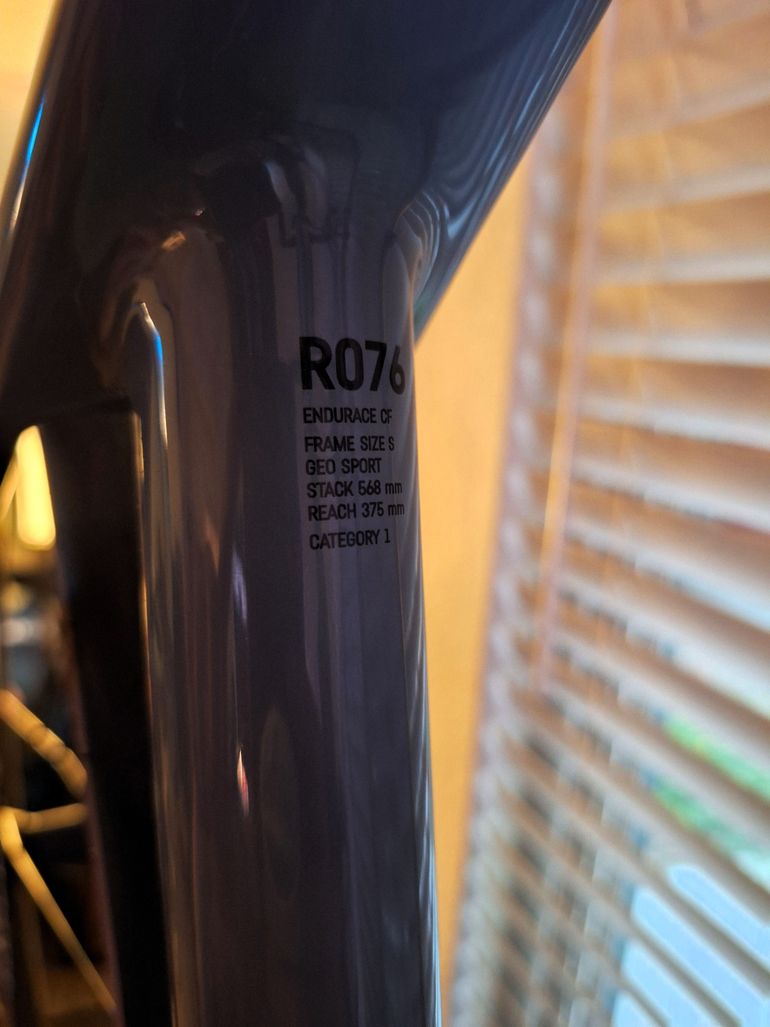 R076
ENDURACE CF
FRAME SIZE S
GEO SPORT
STACK 568 mm
REACH 375 mm
CATEGORY 1